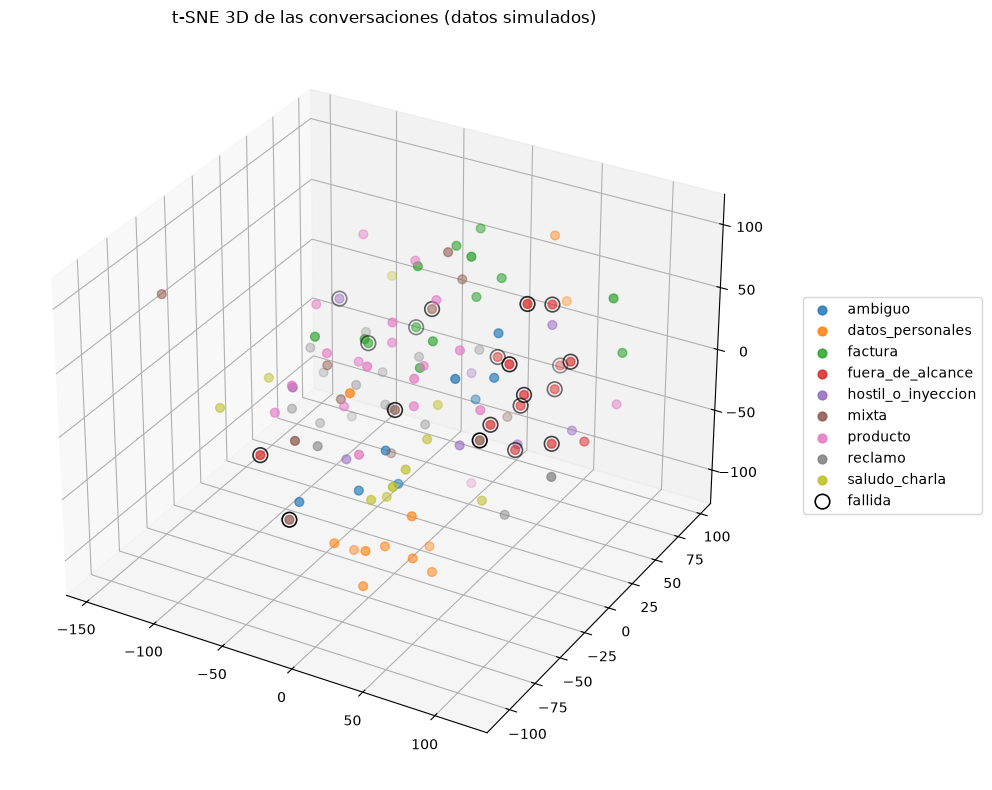 t-SNE 3D de las conversaciones (datos simulados)
100
50
0
−50
−100
100
75
50
25
0
−25
−50
−75
−100
−150
−100
−50
0
50
100
ambiguo
datos_personales
factura
fuera_de_alcance
hostil_o_inyeccion
mixta
producto
reclamo
saludo_charla
fallida